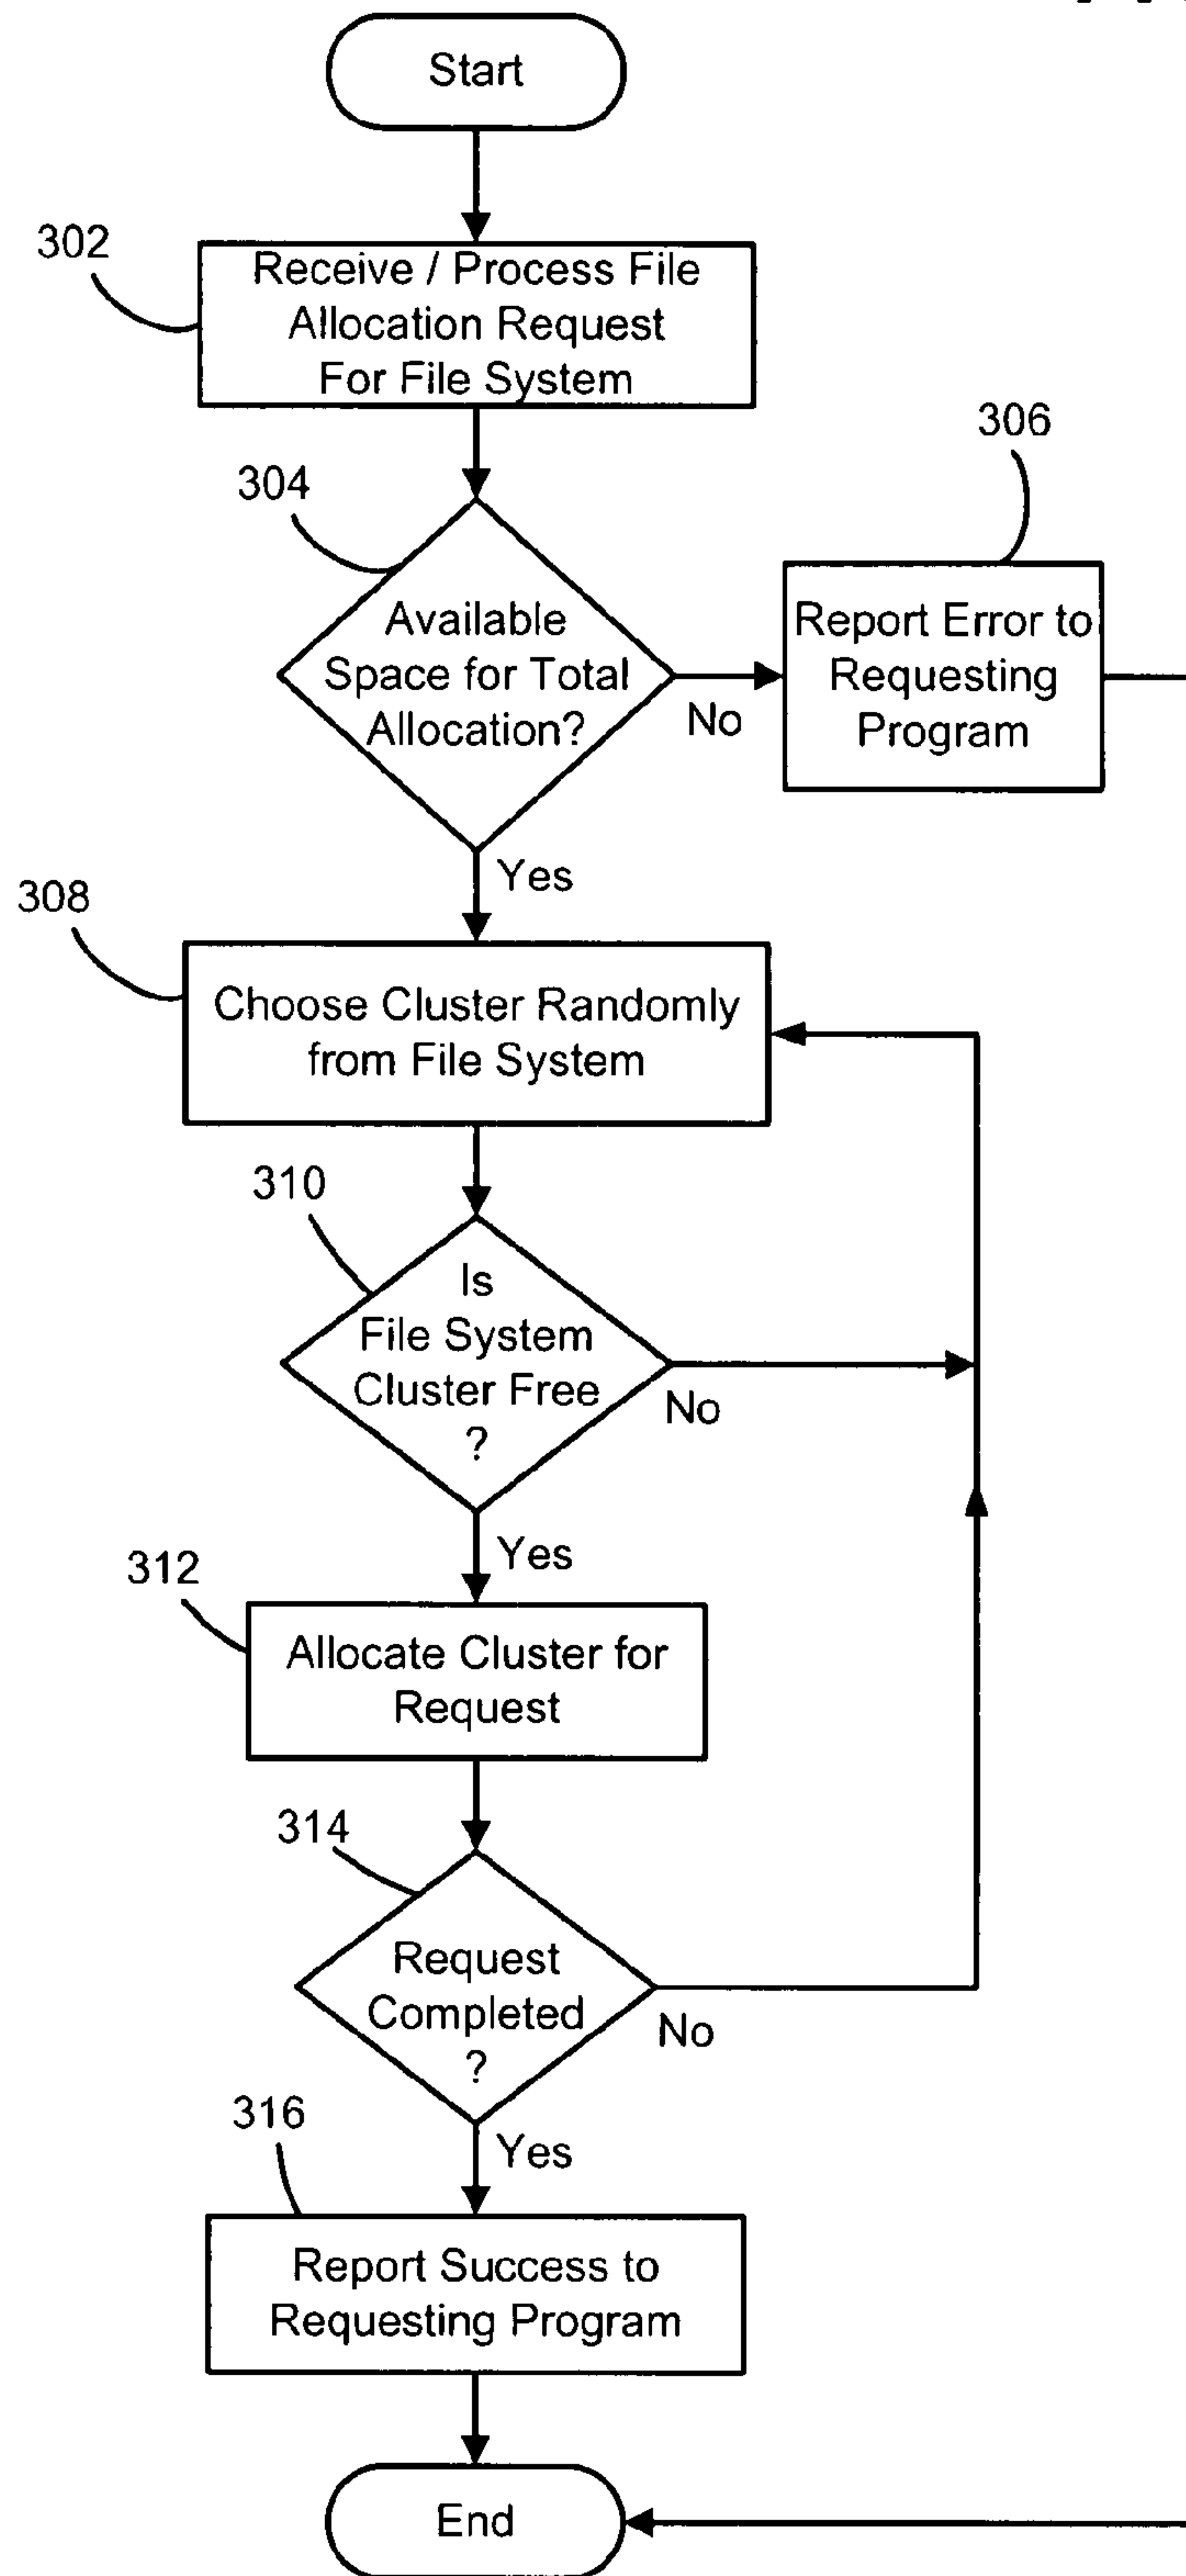 Start
302
Receive / Process File
Allocation Request
For File System
304
Available
Space for Total
Allocation?
No
306
Report Error to
Requesting
Program
Yes
308
Choose Cluster Randomly
from File System
310
Is
File System
Cluster Free
?
No
Yes
312
Allocate Cluster for
Request
314
Request
Completed
?
No
Yes
316
Report Success to
Requesting Program
End